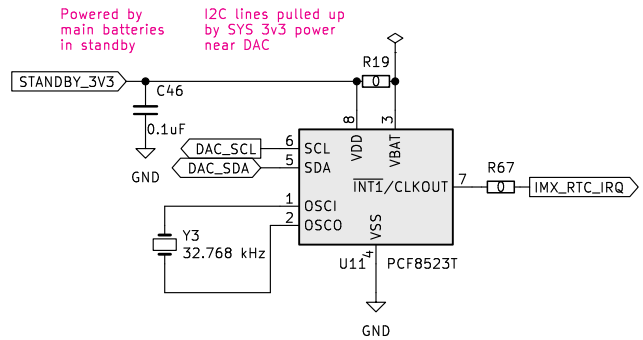 Powered by
main batteries
in standby
I2C lines pulled up
by SYS 3v3 power
near DAC
R19
0
STANDBY_3V3
C46
0.1uF
GND
8
3
VDD
VBAT
DAC_SCL
6
SCL
DAC_SDA
5
SDA
INT1/CLKOUT
7
R67
0
IMX_RTC_IRQ
1
OSCI
2
OSCO
VSS
4
Y3
32.768 kHz
U11
PCF8523T
GND